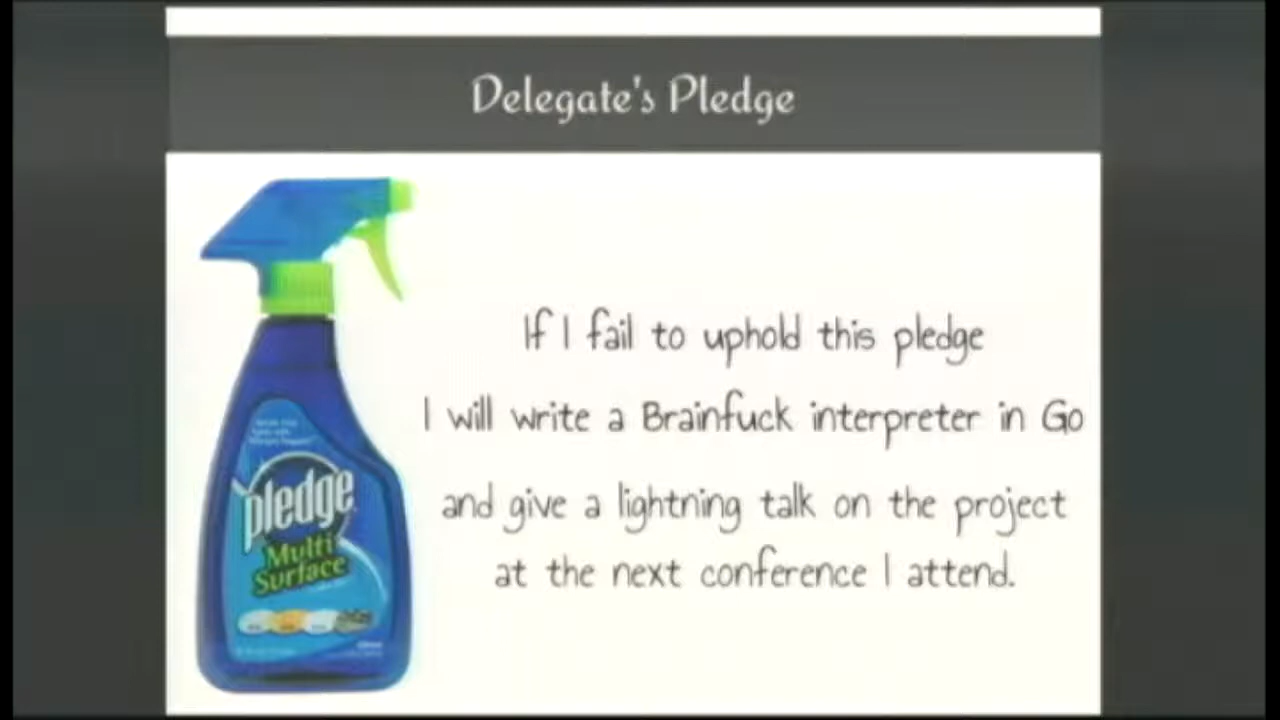 Delegate's Pledge
If I fail to uphold this pledge
I will write a Brainfuck interpreter in Go
and give a lightning talk on the project
at the next conference I attend.
pledge
Multi
Surface